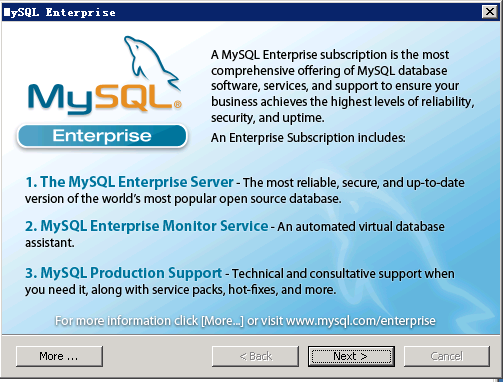 MySQL Enterprise
MySQL®
Enterprise
A MySQL Enterprise subscription is the most
comprehensive offering of MySQL database
software, services, and support to ensure your
business achieves the highest levels of reliability,
security, and uptime.
An Enterprise Subscription includes:
1. The MySQL Enterprise Server - The most reliable, secure, and up-to-date
version of the world's most popular open source database.
2. MySQL Enterprise Monitor Service - An automated virtual database
assistant.
3. MySQL Production Support - Technical and consultative support when
you need it, along with service packs, hot-fixes, and more.
For more information click [More...] or visit www.mysql.com/enterprise
More ... < Back Next > Cancel